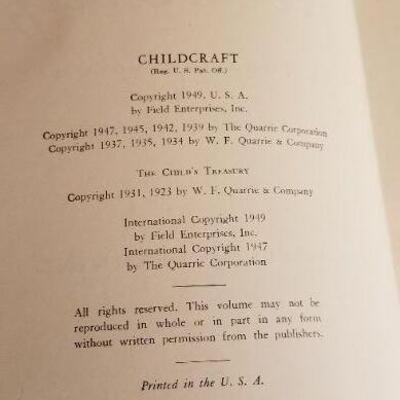 CHILDCRAFT
(Reg. U. S. Pat. Off.)
Copyright 1949, U. S. A.
by Field Enterprises, Inc.
Copyright 1947, 1945, 1942, 1939 by The Quarrie Corporation
Copyright 1937, 1935, 1934 by W. F. Quarrie & Company
THE CHILD'S TREASURY
Copyright 1931, 1923 by W. F. Quarrie & Company
International Copyright 1949
by Field Enterprises, Inc.
International Copyright 1947
by The Quarrie Corporation
All rights reserved. This volume may not be
reproduced in whole or in part in any form
without written permission from the publishers.
Printed in the U. S. A.